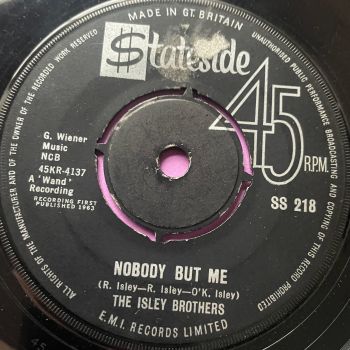 MADE IN GT. BRITAIN
$tateside
45
R.P.M.
G. Wiener
Music
NCB
45KR-4137
A 'Wand'
Recording
RECORDING FIRST
PUBLISHED 1963
SS 218
NOBODY BUT ME
(R. Isley—R. Isley—O'K. Isley)
THE ISLEY BROTHERS
E.M.I. RECORDS LIMITED
ALL RIGHTS OF THE MANUFACTURER AND OF THE OWNER OF THE RECORDED WORK RESERVED
UNAUTHORISED PUBLIC PERFORMANCE BROADCASTING AND COPYING OF THIS RECORD PROHIBITED